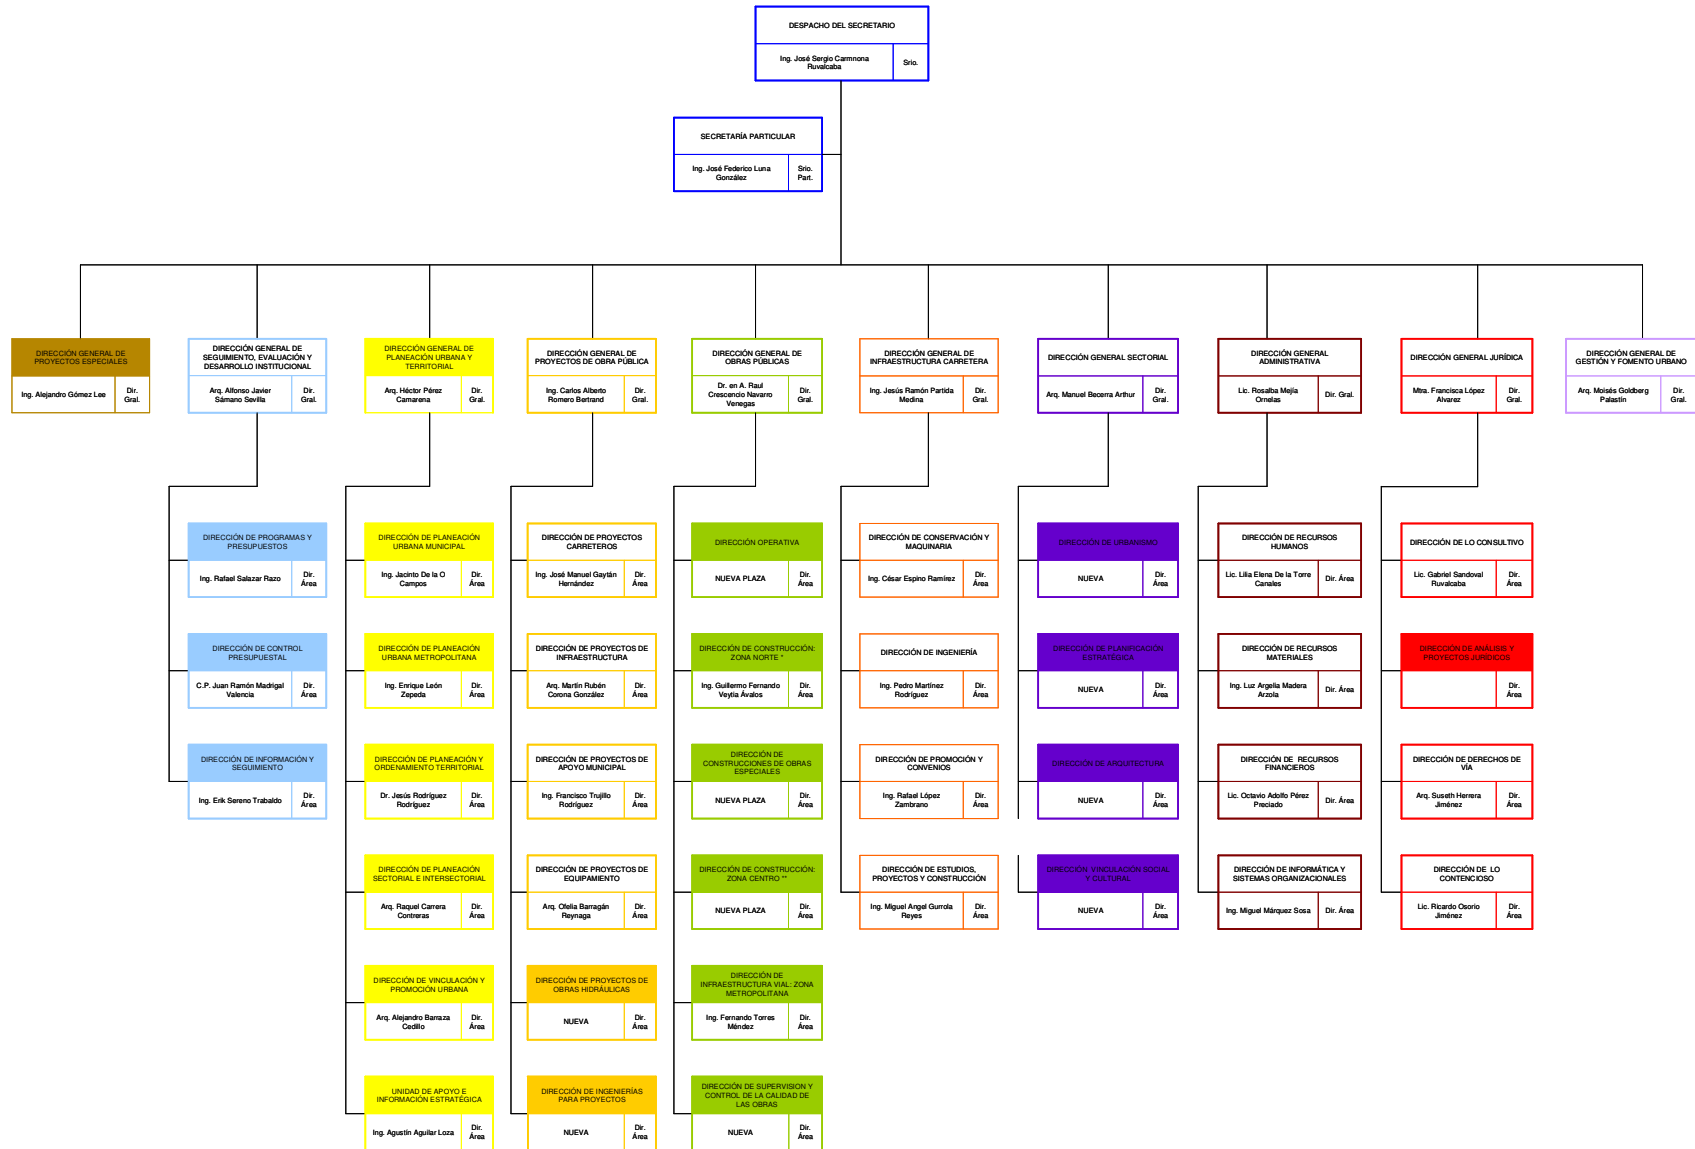 DESPACHO DEL SECRETARIO
Ing. José Sergio Carmnona
Ruvalcaba
Srio.
SECRETARÍA PARTICULAR
Ing. José Federico Luna
González
Srio.
Part.
DIRECCIÓN GENERAL DE
PROYECTOS ESPECIALES
Ing. Alejandro Gómez Lee
Dir.
Gral.
DIRECCIÓN GENERAL DE
SEGUIMIENTO, EVALUACIÓN Y
DESARROLLO INSTITUCIONAL
Arq. Alfonso Javier
Sámano Sevilla
Dir.
Gral.
DIRECCIÓN GENERAL DE
PLANEACIÓN URBANA Y
TERRITORIAL
Arq. Héctor Pérez
Camarena
Dir.
Gral.
DIRECCIÓN GENERAL DE
PROYECTOS DE OBRA PÚBLICA
Ing. Carlos Alberto
Romero Bertrand
Dir.
Gral.
DIRECCIÓN GENERAL DE
OBRAS PÚBLICAS
Dr. en A. Raul
Crescencio Navarro
Venegas
Dir.
Gral.
DIRECCIÓN GENERAL DE
INFRAESTRUCTURA CARRETERA
Ing. Jesús Ramón Partida
Medina
Dir.
Gral.
DIRECCIÓN GENERAL SECTORIAL
Arq. Manuel Becerra Arthur
Dir.
Gral.
DIRECCIÓN GENERAL
ADMINISTRATIVA
Lic. Rosalba Mejía
Ornelas
Dir Gral.
DIRECCIÓN GENERAL JURÍDICA
Mtra. Francisca López
Alvarez
Dir.
Gral.
DIRECCIÓN GENERAL DE
GESTIÓN Y FOMENTO URBANO
Arq. Moisés Goldberg
Palastín
Dir.
Gral.
DIRECCIÓN DE PROGRAMAS Y
PRESUPUESTOS
Ing. Rafael Salazar Razo
Dir.
Área
DIRECCIÓN DE PLANEACIÓN
URBANA MUNICIPAL
Ing. Jacinto De la O
Campos
Dir.
Área
DIRECCIÓN DE PROYECTOS
CARRETEROS
Ing. José Manuel Gaytán
Hernández
Dir.
Área
DIRECCIÓN OPERATIVA
NUEVA PLAZA
Dir.
Área
DIRECCIÓN DE CONSERVACIÓN Y
MAQUINARIA
Ing. César Espino Ramírez
Dir.
Área
DIRECCIÓN DE URBANISMO
NUEVA
Dir.
Área
DIRECCIÓN DE RECURSOS
HUMANOS
Lic. Lilia Elena De la Torre
Canales
Dir. Área
DIRECCIÓN DE LO CONSULTIVO
Lic. Gabriel Sandoval
Ruvalcaba
Dir.
Área
DIRECCIÓN DE CONTROL
PRESUPUESTAL
C.P. Juan Ramón Madrigal
Valencia
Dir.
Área
DIRECCIÓN DE PLANEACIÓN
URBANA METROPOLITANA
Ing. Enrique León
Zepeda
Dir.
Área
DIRECCIÓN DE PROYECTOS DE
INFRAESTRUCTURA
Arq. Martín Rubén
Corona González
Dir.
Área
DIRECCIÓN DE CONSTRUCCIÓN:
ZONA NORTE *
Ing. Guillermo Fernando
Veytia Ávalos
Dir.
Área
DIRECCIÓN DE INGENIERÍA
Ing. Pedro Martínez
Rodríguez
Dir.
Área
DIRECCIÓN DE PLANIFICACIÓN
ESTRATÉGICA
NUEVA
Dir.
Área
DIRECCIÓN DE RECURSOS
MATERIALES
Ing. Luz Argelia Madera
Arzola
Dir. Área
DIRECCIÓN DE ANÁLISIS Y
PROYECTOS JURÍDICOS
Dir.
Área
DIRECCIÓN DE INFORMACIÓN Y
SEGUIMIENTO
Ing. Erik Sereno Trabaldo
Dir.
Área
DIRECCIÓN DE PLANEACIÓN Y
ORDENAMIENTO TERRITORIAL
Dr. Jesús Rodríguez
Rodríguez
Dir.
Área
DIRECCIÓN DE PROYECTOS DE
APOYO MUNICIPAL
Ing. Francisco Trujillo
Rodríguez
Dir.
Área
DIRECCIÓN DE
CONSTRUCCIONES DE OBRAS
ESPECIALES
NUEVA PLAZA
Dir.
Área
DIRECCIÓN DE PROMOCIÓN Y
CONVENIOS
Ing. Rafael López
Zambrano
Dir.
Área
DIRECCIÓN DE ARQUITECTURA
NUEVA
Dir.
Área
DIRECCIÓN DE RECURSOS
FINANCIEROS
Lic. Octavio Adolfo Pérez
Preciado
Dir. Área
DIRECCIÓN DE DERECHOS DE
VÍA
Arq. Suseth Herrera
Jiménez
Dir.
Área
DIRECCIÓN DE PLANEACIÓN
SECTORIAL E INTERSECTORIAL
Arq. Raquel Carrera
Contreras
Dir.
Área
DIRECCIÓN DE PROYECTOS DE
EQUIPAMIENTO
Arq. Ofelia Barragán
Reynaga
Dir.
Área
DIRECCIÓN DE CONSTRUCCIÓN:
ZONA CENTRO **
NUEVA PLAZA
Dir.
Área
DIRECCIÓN DE ESTUDIOS,
PROYECTOS Y CONSTRUCCIÓN
Ing. Miguel Angel Gurrola
Reyes
Dir.
Área
DIRECCIÓN VINCULACIÓN SOCIAL
Y CULTURAL
NUEVA
Dir.
Área
DIRECCIÓN DE INFORMÁTICA Y
SISTEMAS ORGANIZACIONALES
Ing. Miguel Márquez Sosa
Dir. Área
DIRECCIÓN DE LO
CONTENCIOSO
Lic. Ricardo Osorio
Jiménez
Dir.
Área
DIRECCIÓN DE VINCULACIÓN Y
PROMOCIÓN URBANA
Arq. Alejandro Barraza
Cedillo
Dir.
Área
DIRECCIÓN DE PROYECTOS DE
OBRAS HIDRÁULICAS
NUEVA
Dir.
Área
DIRECCIÓN DE
INFRAESTRUCTURA VIAL: ZONA
METROPOLITANA
Ing. Fernando Torres
Méndez
Dir.
Área
UNIDAD DE APOYO E
INFORMACIÓN ESTRATÉGICA
Ing. Agustín Aguilar Loza
Dir.
Área
DIRECCIÓN DE INGENIERÍAS
PARA PROYECTOS
NUEVA
Dir.
Área
DIRECCIÓN DE SUPERVISION Y
CONTROL DE LA CALIDAD DE
LAS OBRAS
NUEVA
Dir.
Área